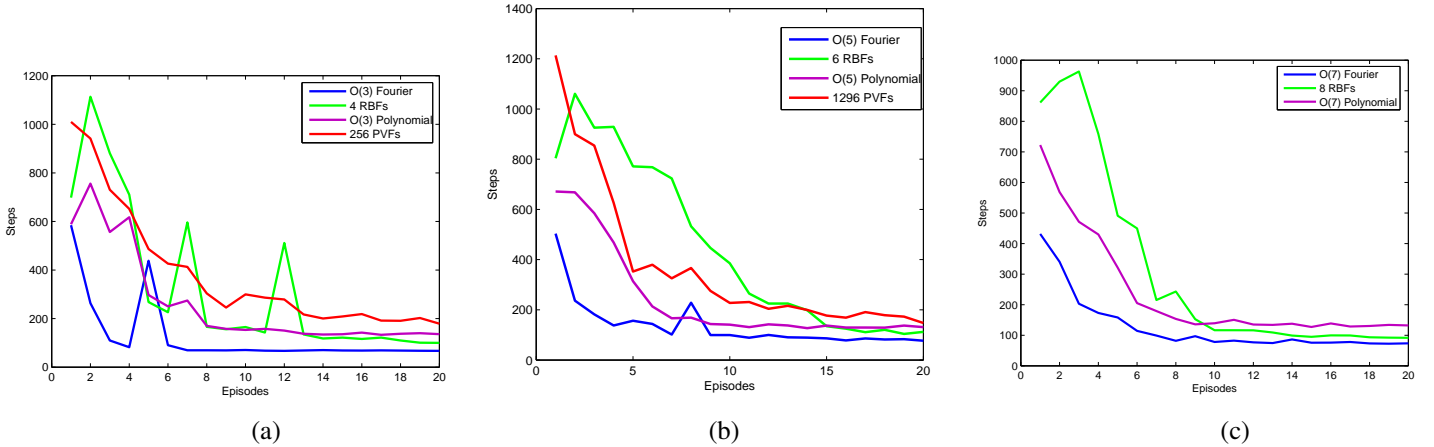 1200
1000
800
600
400
200
0
Steps
0 2 4 6 8 10 12 14 16 18 20
Episodes
O(3) Fourier
4 RBFs
O(3) Polynomial
256 PVFs
(a)
1400
1200
1000
800
600
400
200
0
Steps
0 5 10 15 20
Episodes
O(5) Fourier
6 RBFs
O(5) Polynomial
1296 PVFs
(b)
1000
900
800
700
600
500
400
300
200
100
0
Steps
0 2 4 6 8 10 12 14 16 18 20
Episodes
O(7) Fourier
8 RBFs
O(7) Polynomial
(c)